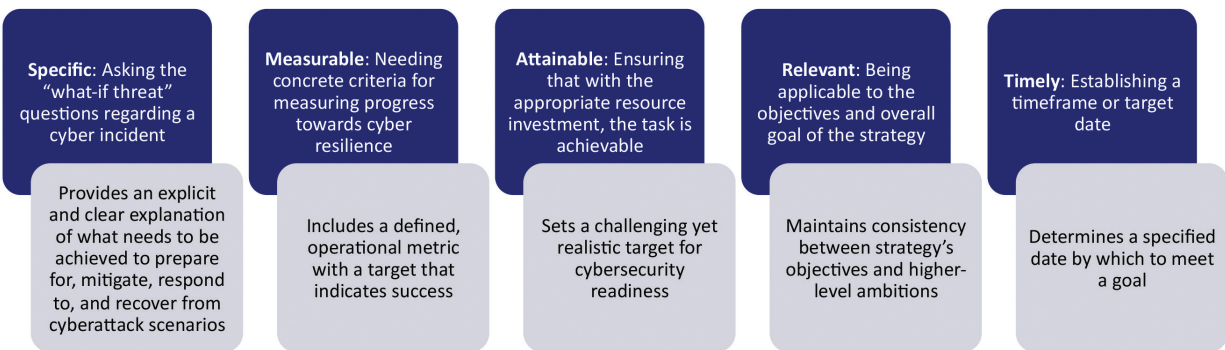 Specific: Asking the
“what-if threat”
questions regarding a
cyber incident
Provides an explicit
and clear explanation
of what needs to be
achieved to prepare
for, mitigate, respond
to, and recover from
cyberattack scenarios
Measurable: Needing
concrete criteria for
measuring progress
towards cyber
resilience
Includes a defined,
operational metric
with a target that
indicates success
Attainable: Ensuring
that with the
appropriate resource
investment, the task is
achievable
Sets a challenging yet
realistic target for
cybersecurity
readiness
Relevant: Being
applicable to the
objectives and overall
goal of the strategy
Maintains consistency
between strategy’s
objectives and higher-
level ambitions
Timely: Establishing a
timeframe or target
date
Determines a specified
date by which to meet
a goal